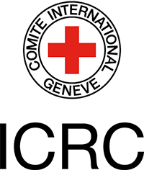 COMITE INTERNATIONAL
GENEVE
ICRC